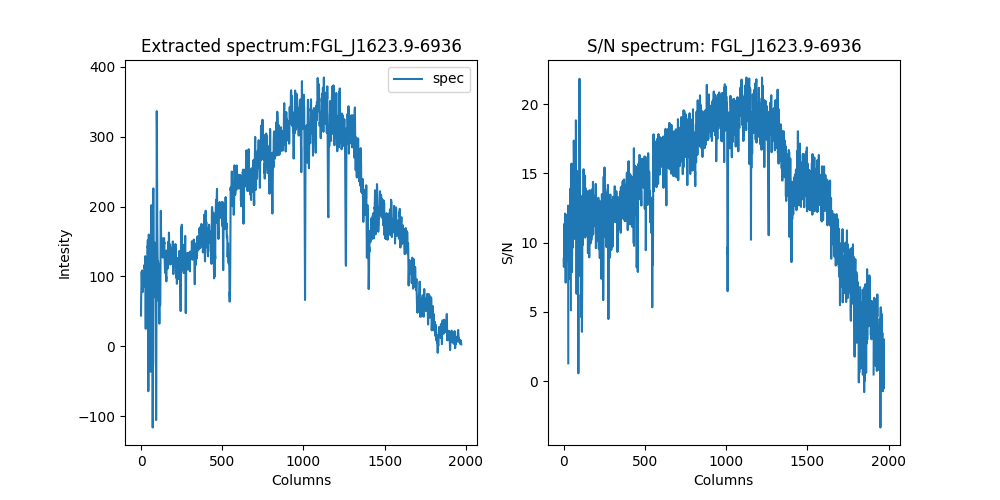 Extracted spectrum:FGL_J1623.9-6936
400
300
200
100
0
−100
Intesity
0 500 1000 1500 2000
Columns
spec
S/N spectrum: FGL_J1623.9-6936
20
15
10
5
0
S/N
0 500 1000 1500 2000
Columns